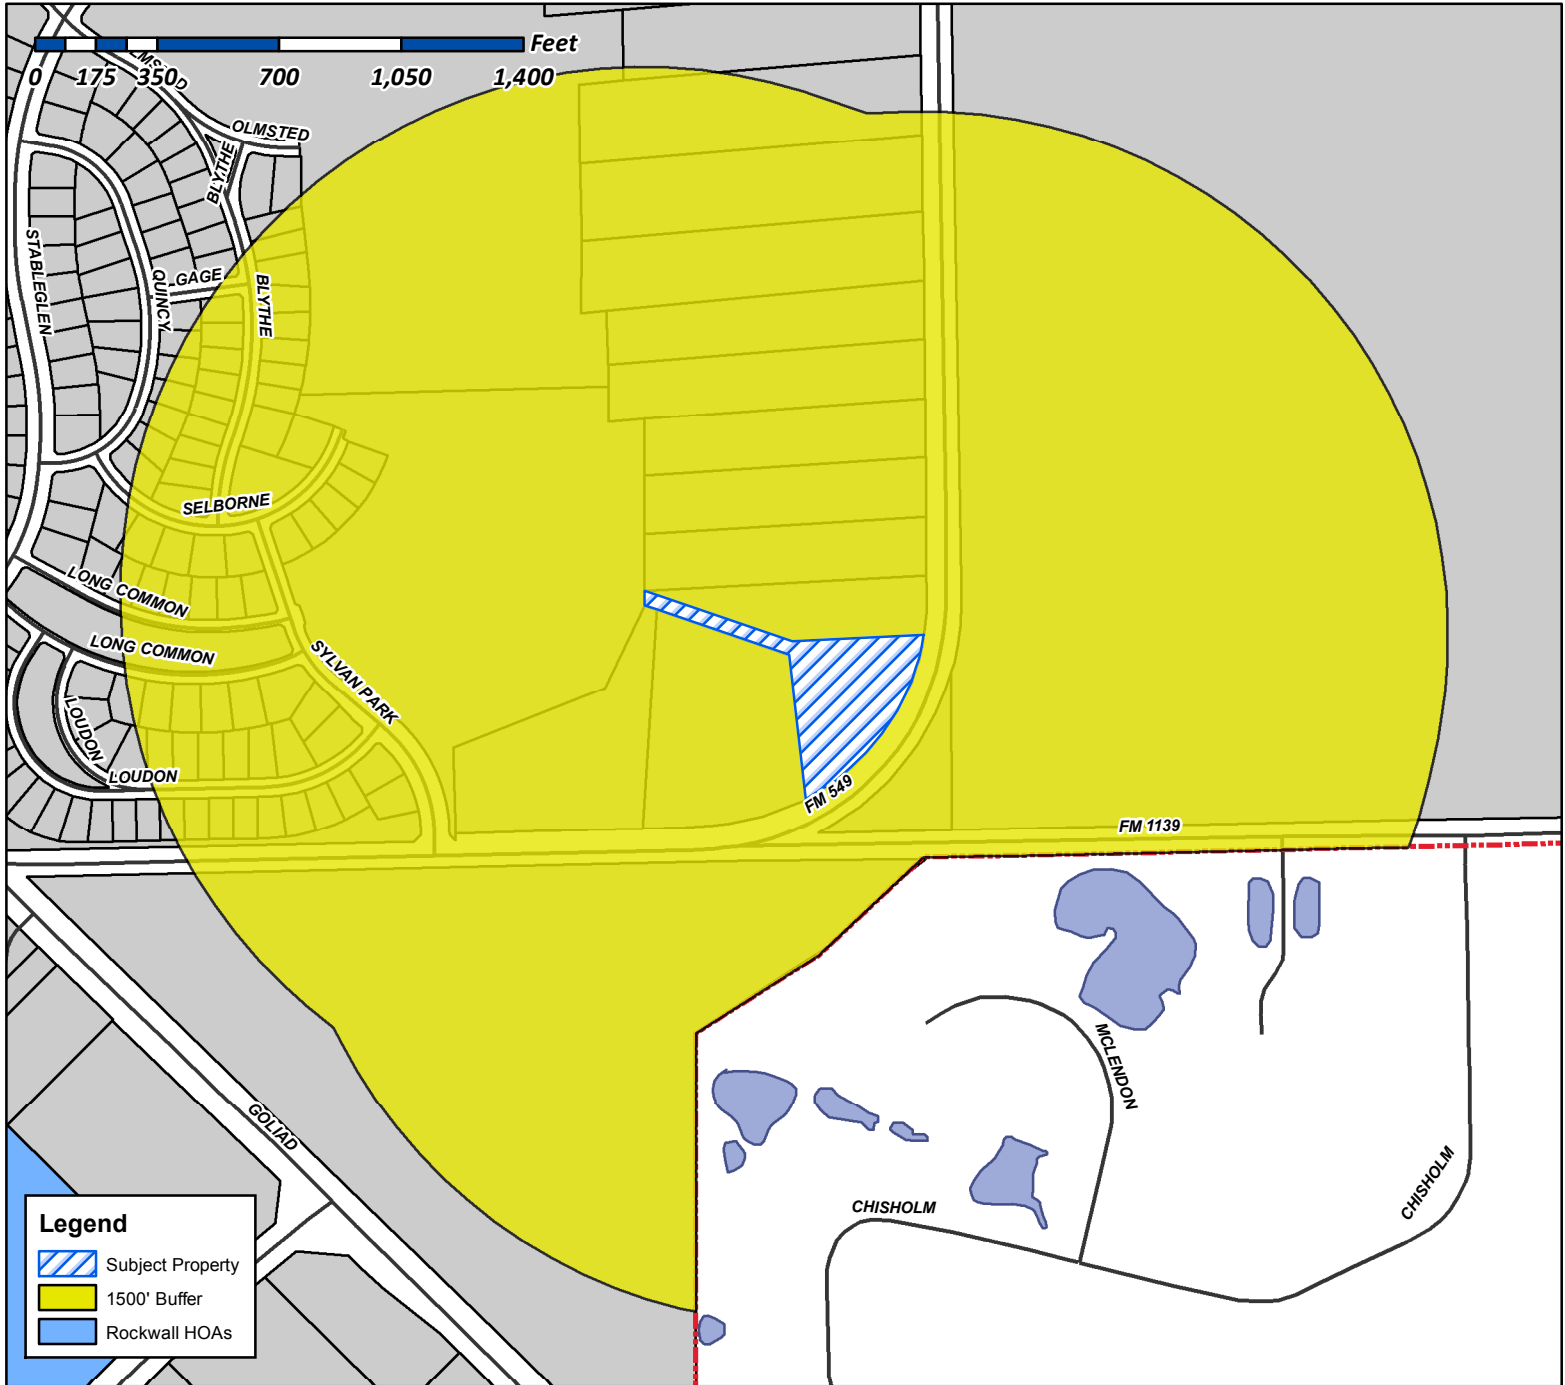 Feet
0 175 350 700 1,050 1,400
OLMSTED
BLYTHE
STABLEGLEN
QUINCY
GAGE
BLYTHE
SELBORNE
LONG COMMON
LONG COMMON
SYLVAN PARK
LOUDON
LOUDON
FM 549
FM 1139
MCLENDON
GOLIAD
CHISHOLM
CHISHOLM
Legend
Subject Property
1500' Buffer
Rockwall HOAs